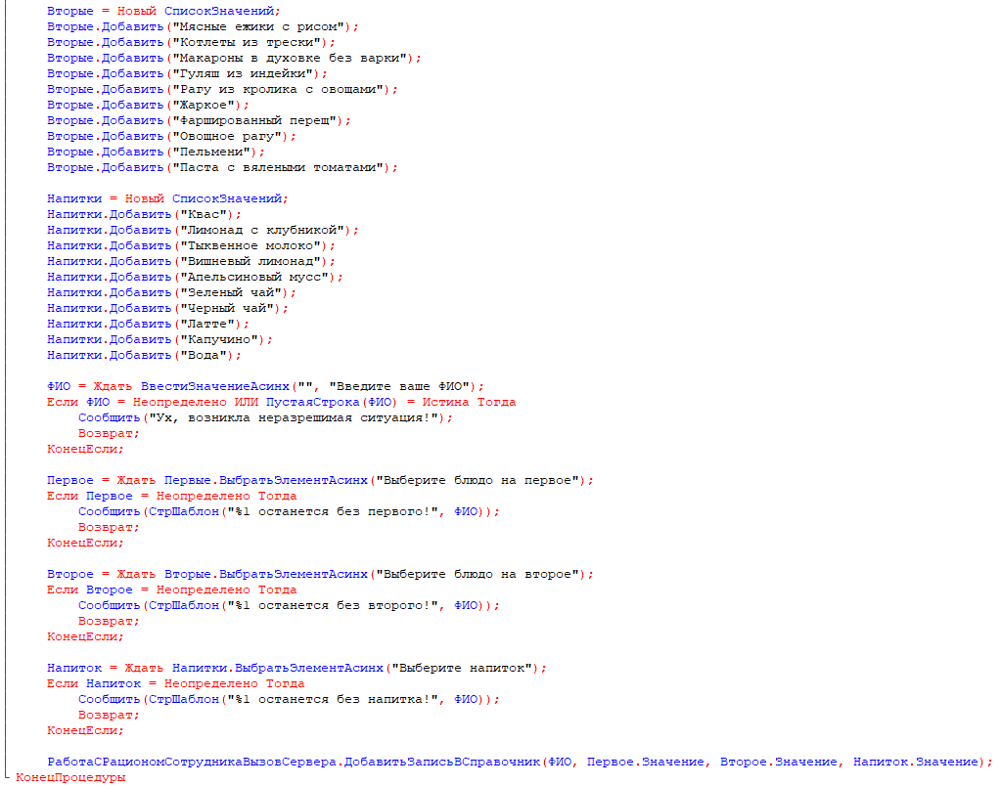 Вторые = Новый СписокЗначений;
Вторые.Добавить("Мясные ежики с рисом");
Вторые.Добавить("Котлеты из трески");
Вторые.Добавить("Макароны в духовке без варки");
Вторые.Добавить("Гуляш из индейки");
Вторые.Добавить("Рагу из кролика с овощами");
Вторые.Добавить("Жаркое");
Вторые.Добавить("Фаршированный перещ");
Вторые.Добавить("Овощное рагу");
Вторые.Добавить("Пельмени");
Вторые.Добавить("Паста с вялеными томатами");
Напитки = Новый СписокЗначений;
Напитки.Добавить("Квас");
Напитки.Добавить("Лимонад с клубникой");
Напитки.Добавить("Тыквенное молоко");
Напитки.Добавить("Вишневый лимонад");
Напитки.Добавить("Апельсиновый мусс");
Напитки.Добавить("Зеленый чай");
Напитки.Добавить("Черный чай");
Напитки.Добавить("Латте");
Напитки.Добавить("Капучино");
Напитки.Добавить("Вода");
ФИО = Ждать ВвестиЗначениеАсинх("", "Введите ваше ФИО");
Если ФИО = Неопределено ИЛИ ПустаяСтрока(ФИО) = Истина Тогда
Сообщить("Ух, возникла неразрешимая ситуация!");
Возврат;
КонецЕсли;
Первое = Ждать Первые.ВыбратьЭлементАсинх("Выберите блюдо на первое");
Если Первое = Неопределено Тогда
Сообщить(СтрШаблон("%1 останется без первого!", ФИО));
Возврат;
КонецЕсли;
Второе = Ждать Вторые.ВыбратьЭлементАсинх("Выберите блюдо на второе");
Если Второе = Неопределено Тогда
Сообщить(СтрШаблон("%1 останется без второго!", ФИО));
Возврат;
КонецЕсли;
Напиток = Ждать Напитки.ВыбратьЭлементАсинх("Выберите напиток");
Если Напиток = Неопределено Тогда
Сообщить(СтрШаблон("%1 останется без напитка!", ФИО));
Возврат;
КонецЕсли;
РаботаСРациономСотрудникаВызовСервера.ДобавитьЗаписьВСправочник(ФИО, Первое.Значение, Второе.Значение, Напиток.Значение);
КонецПроцедуры